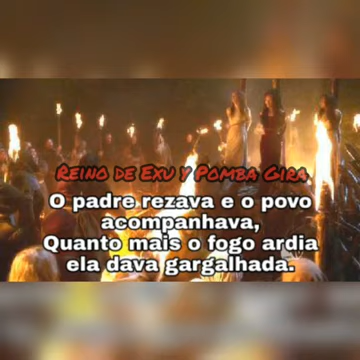 Reino de Exu y Pomba Gira
O padre rezava e o povo
acompanhava,
Quanto mais o fogo ardia
ela dava gargalhada.